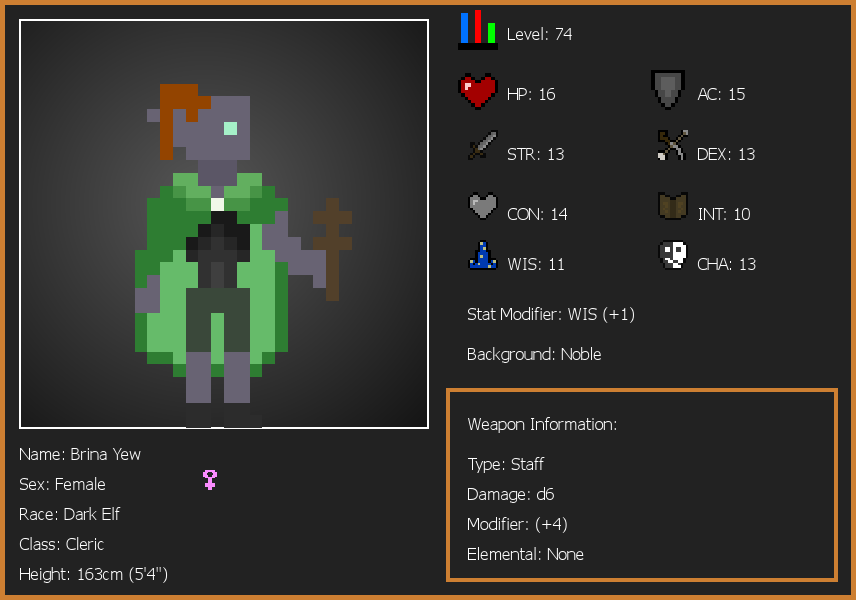 Level: 74
HP: 16
AC: 15
STR: 13
DEX: 13
CON: 14
INT: 10
WIS: 11
CHA: 13
Stat Modifier: WIS (+1)
Background: Noble
Weapon Information:
Type: Staff
Damage: d6
Modifier: (+4)
Elemental: None
Name: Brina Yew
Sex: Female
Race: Dark Elf
Class: Cleric
Height: 163cm (5'4")